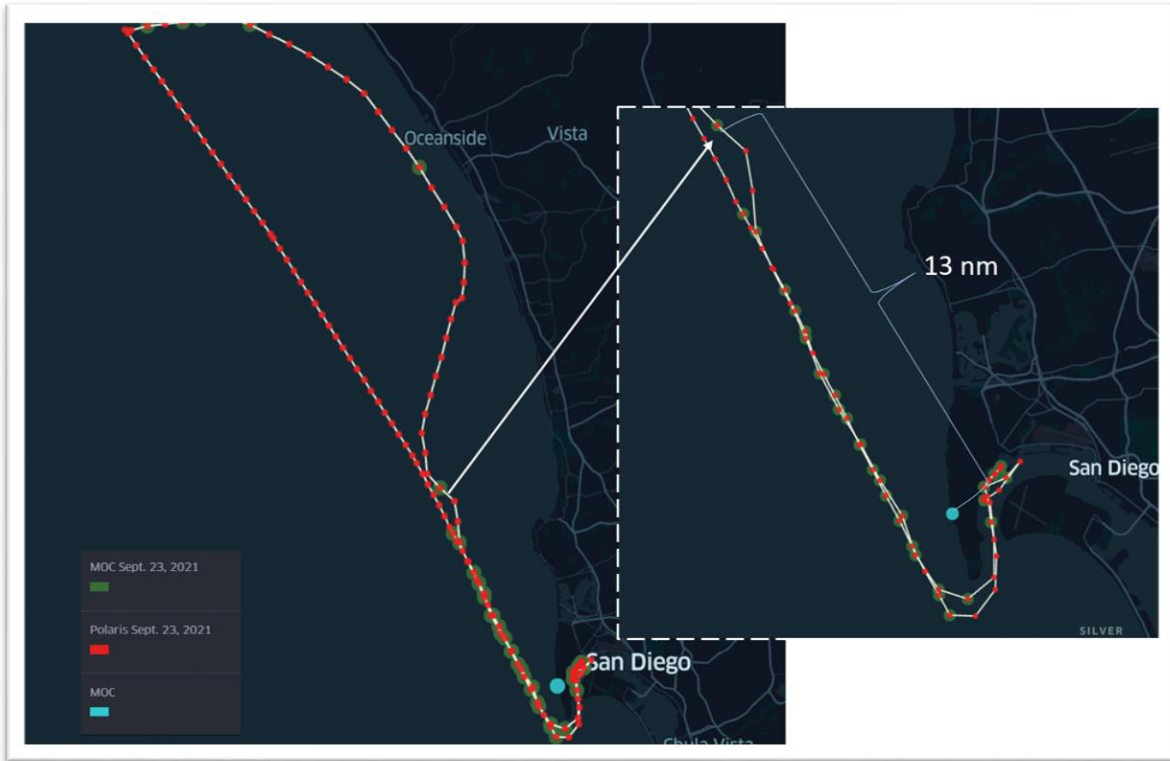 Oceanside
Vista
13 nm
San Diego
SILVER
MOC Sept. 23, 2021
Polaris Sept. 23, 2021
MOC
San Diego
Chula Vista